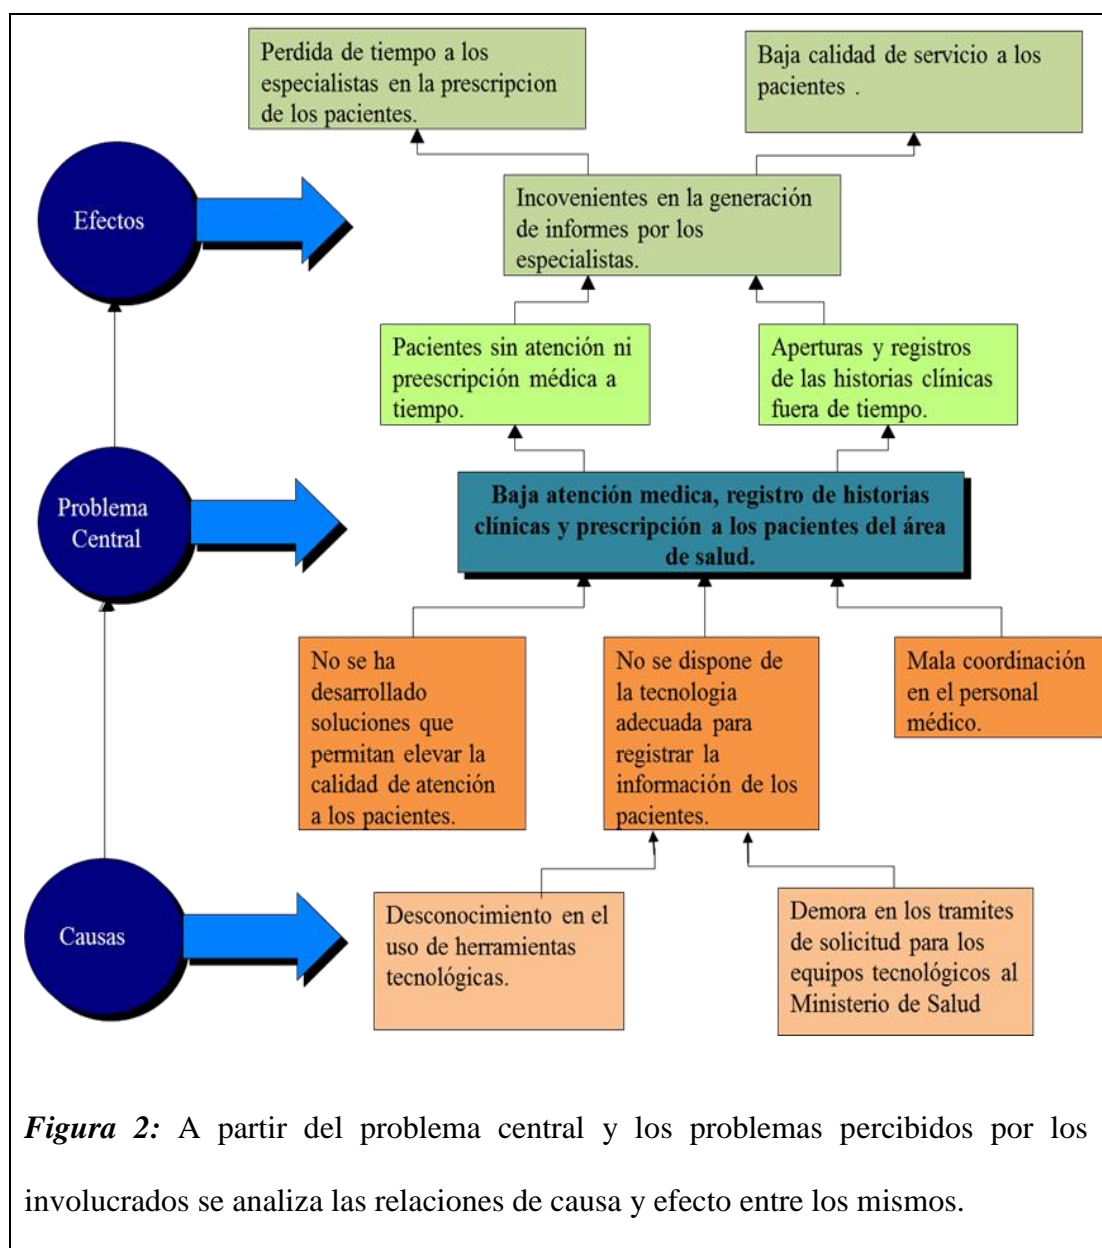 Perdida de tiempo a los
especialistas en la prescripcion
de los pacientes.
Baja calidad de servicio a los
pacientes .
Efectos
Incovenientes en la generación
de informes por los
especialistas.
Pacientes sin atención ni
preescripción médica a
tiempo.
Aperturas y registros
de las historias clínicas
fuera de tiempo.
Problema
Central
Baja atención medica, registro de historias
clínicas y prescripción a los pacientes del área
de salud.
No se ha
desarrollado
soluciones que
permitan elevar la
calidad de atención
a los pacientes.
No se dispone de
la tecnologia
adecuada para
registrar la
información de los
pacientes.
Mala coordinación
en el personal
médico.
Causas
Desconocimiento en el
uso de herramientas
tecnológicas.
Demora en los tramites
de solicitud para los
equipos tecnológicos al
Ministerio de Salud
Figura 2: A partir del problema central y los problemas percibidos por los
involucrados se analiza las relaciones de causa y efecto entre los mismos.